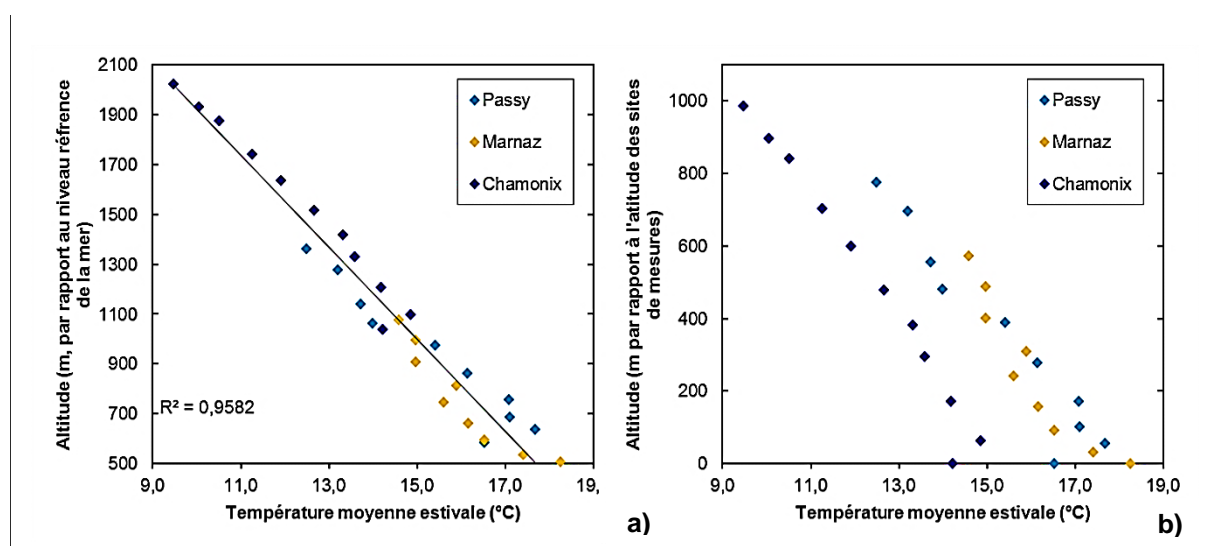 2100
1900
1700
1500
1300
1100
900
700
500
Altitude (m, par rapport au niveau réfrence
de la mer)
Passy
Marnaz
Chamonix
R² = 0,9582
9,0 11,0 13,0 15,0 17,0 19,
Température moyenne estivale (°C)
a)
1000
800
600
400
200
0
Altitude (m par rapport à l'atitude des sites
de mesures)
Passy
Marnaz
Chamonix
9,0 11,0 13,0 15,0 17,0 19,0
Température moyenne estivale (°C)
b)